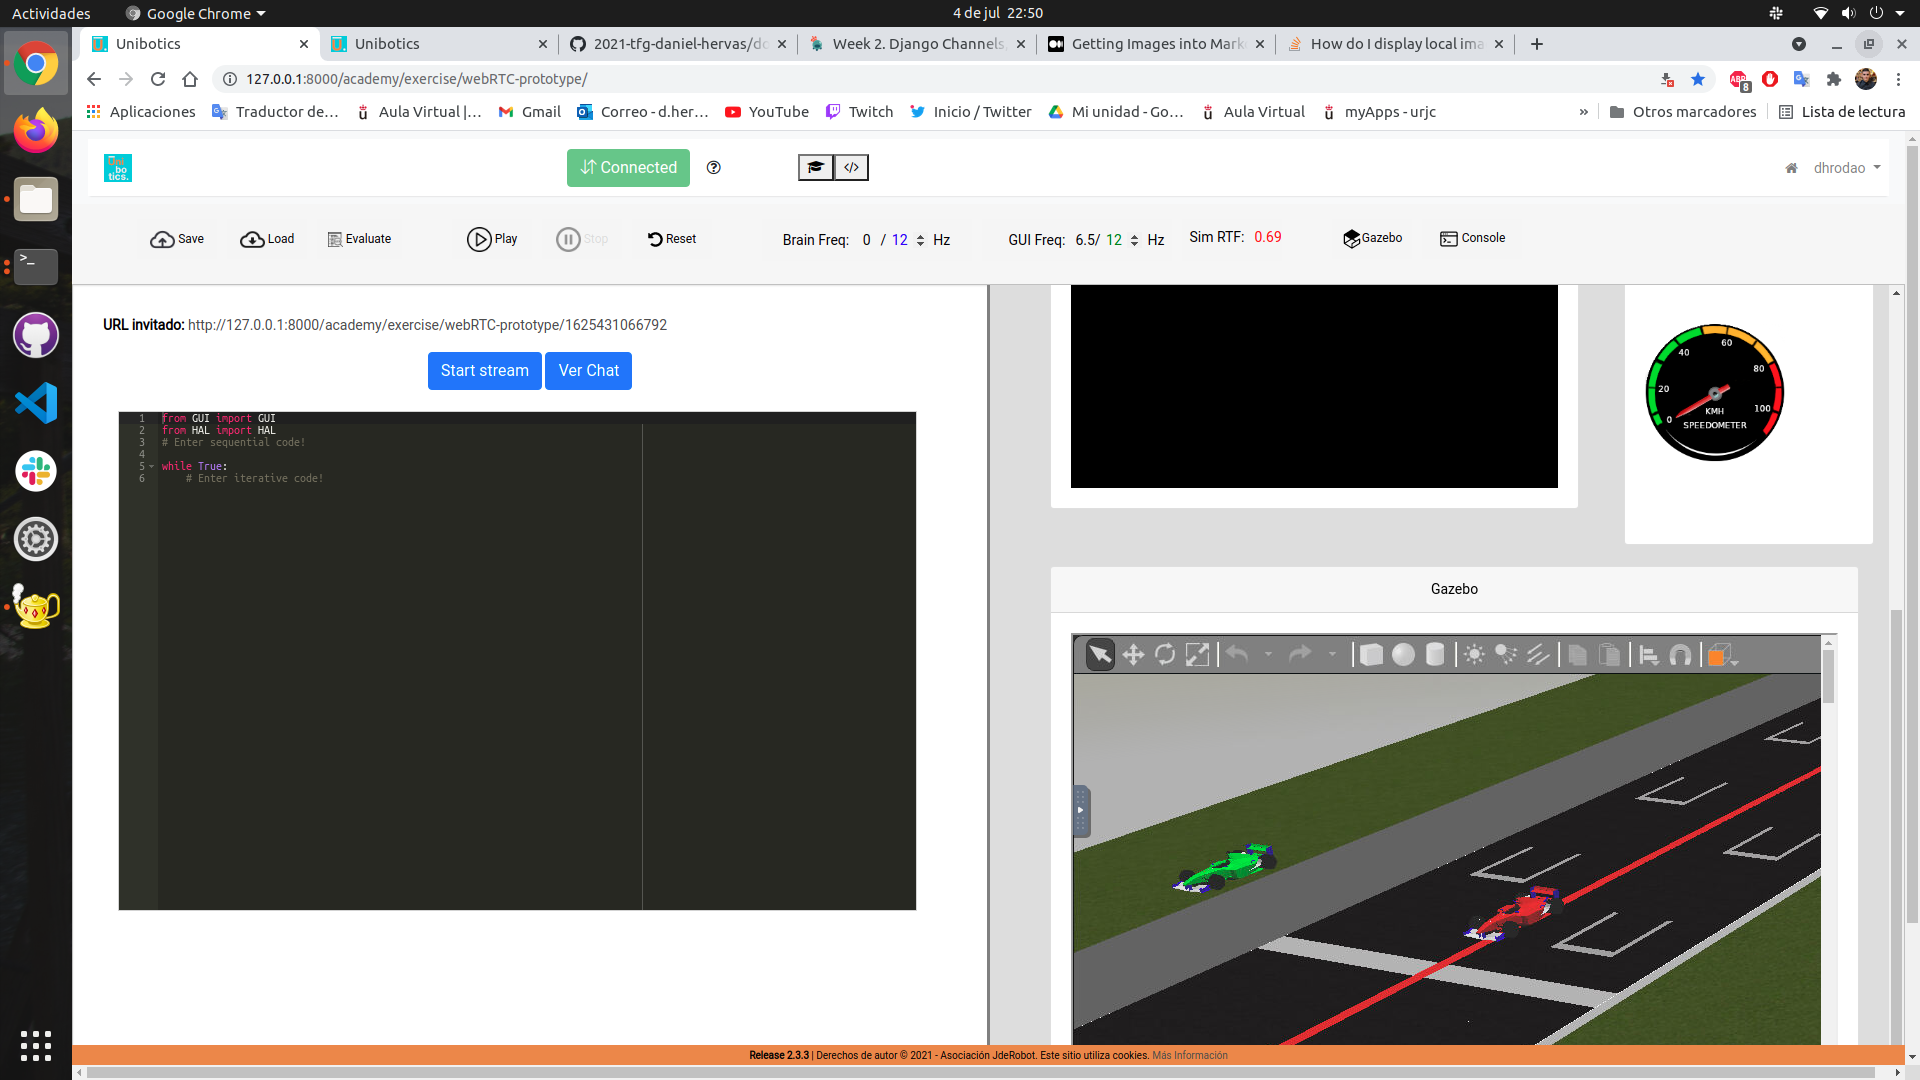 Actividades Google Chrome 4 de jul 22:50
Unibotics Unibotics 2021-tfg-daniel-hervas/do Week 2. Django Channels, Getting Images into Mark How do I display local ima
127.0.0.1:8000/academy/exercise/webRTC-prototype/ ABP 8
Aplicaciones Traductor de... Aula Virtual |... Gmail Correo - d.her... YouTube Twitch Inicio / Twitter Mi unidad - Go... Aula Virtual myApps - urjc » Otros marcadores Lista de lectura
Uni
bo
tics.
Connected </> dhrodao
Save Load Evaluate Play Stop Reset Brain Freq: 0 / 12 Hz GUI Freq: 6.5/ 12 Hz Sim RTF: 0.69 Gazebo Console
URL invitado: http://127.0.0.1:8000/academy/exercise/webRTC-prototype/1625431066792
Start stream Ver Chat
1 from GUI import GUI
2 from HAL import HAL
3 # Enter sequential code!
4
5 while True:
6 # Enter iterative code!
0 20 40 60 80 100
KMH
SPEEDOMETER
Gazebo
Release 2.3.3 | Derechos de autor © 2021 - Asociación JdeRobot. Este sitio utiliza cookies. Más Información